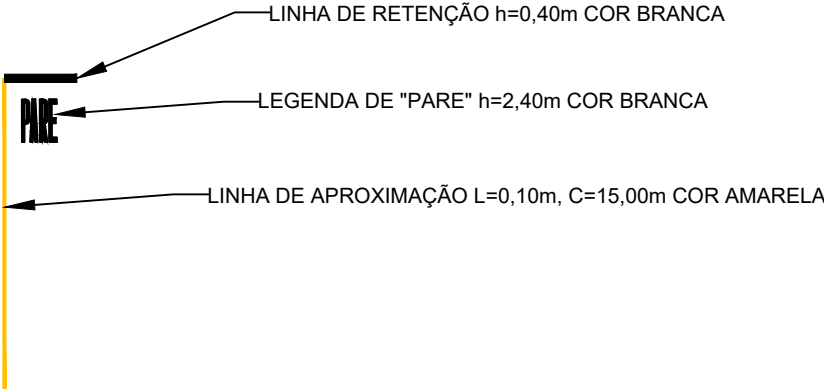 LINHA DE RETENÇÃO h=0,40m COR BRANCA
PARE
LEGENDA DE "PARE" h=2,40m COR BRANCA
LINHA DE APROXIMAÇÃO L=0,10m, C=15,00m COR AMARELA